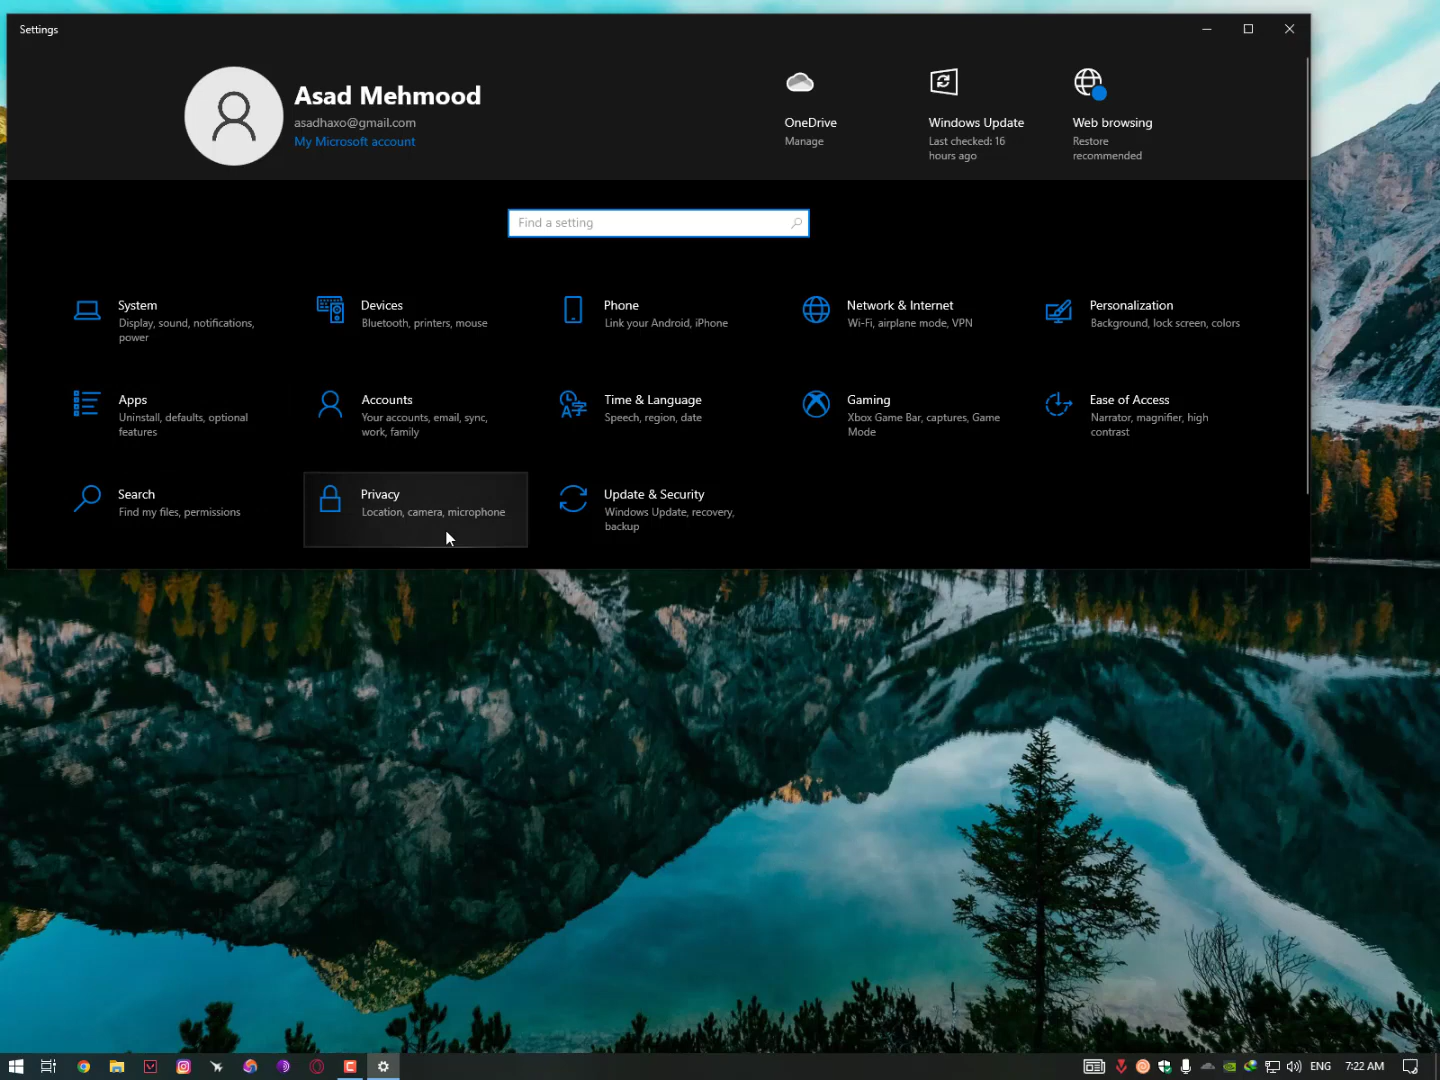 Settings
Asad Mehmood
asadhaxo@gmail.com
My Microsoft account
OneDrive
Manage
Windows Update
Last checked: 16
hours ago
Web browsing
Restore
recommended
Find a setting
System
Display, sound, notifications,
power
Devices
Bluetooth, printers, mouse
Phone
Link your Android, iPhone
Network & Internet
Wi-Fi, airplane mode, VPN
Personalization
Background, lock screen, colors
Apps
Uninstall, defaults, optional
features
Accounts
Your accounts, email, sync,
work, family
Time & Language
Speech, region, date
Gaming
Xbox Game Bar, captures, Game
Mode
Ease of Access
Narrator, magnifier, high
contrast
Search
Find my files, permissions
Privacy
Location, camera, microphone
Update & Security
Windows Update, recovery,
backup
ENG
7:22 AM